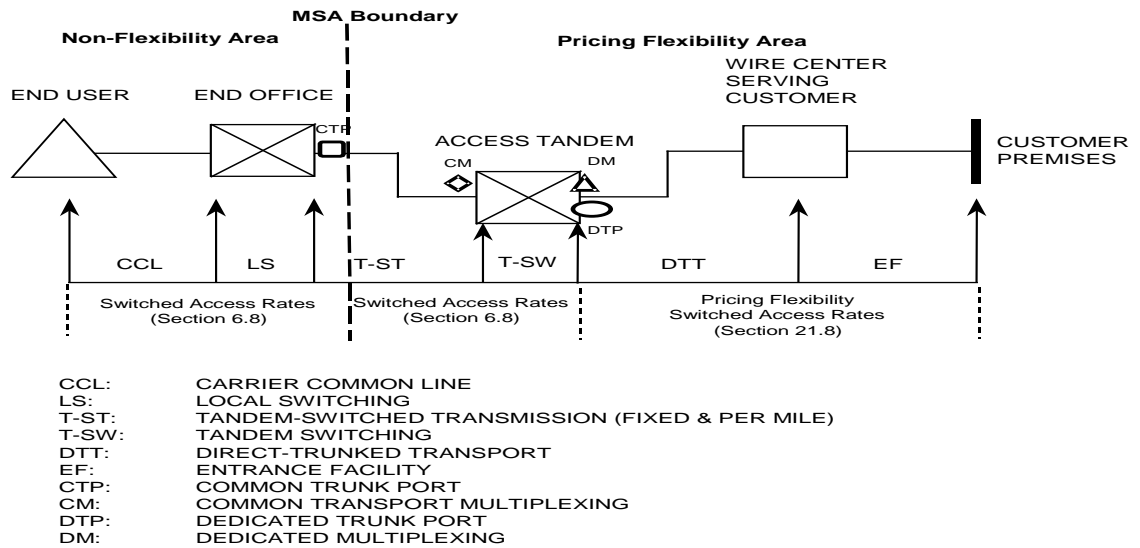 MSA Boundary
Non-Flexibility Area
Pricing Flexibility Area
WIRE CENTER
SERVING
CUSTOMER
END USER
END OFFICE
CTP
ACCESS TANDEM
CM
DM
CUSTOMER
PREMISES
DTP
CCL
LS
T-ST
T-SW
DTT
EF
Switched Access Rates
(Section 6.8)
Switched Access Rates
(Section 6.8)
Pricing Flexibility
Switched Access Rates
(Section 21.8)
CCL: CARRIER COMMON LINE
LS: LOCAL SWITCHING
T-ST: TANDEM-SWITCHED TRANSMISSION (FIXED & PER MILE)
T-SW: TANDEM SWITCHING
DTT: DIRECT-TRUNKED TRANSPORT
EF: ENTRANCE FACILITY
CTP: COMMON TRUNK PORT
CM: COMMON TRANSPORT MULTIPLEXING
DTP: DEDICATED TRUNK PORT
DM: DEDICATED MULTIPLEXING